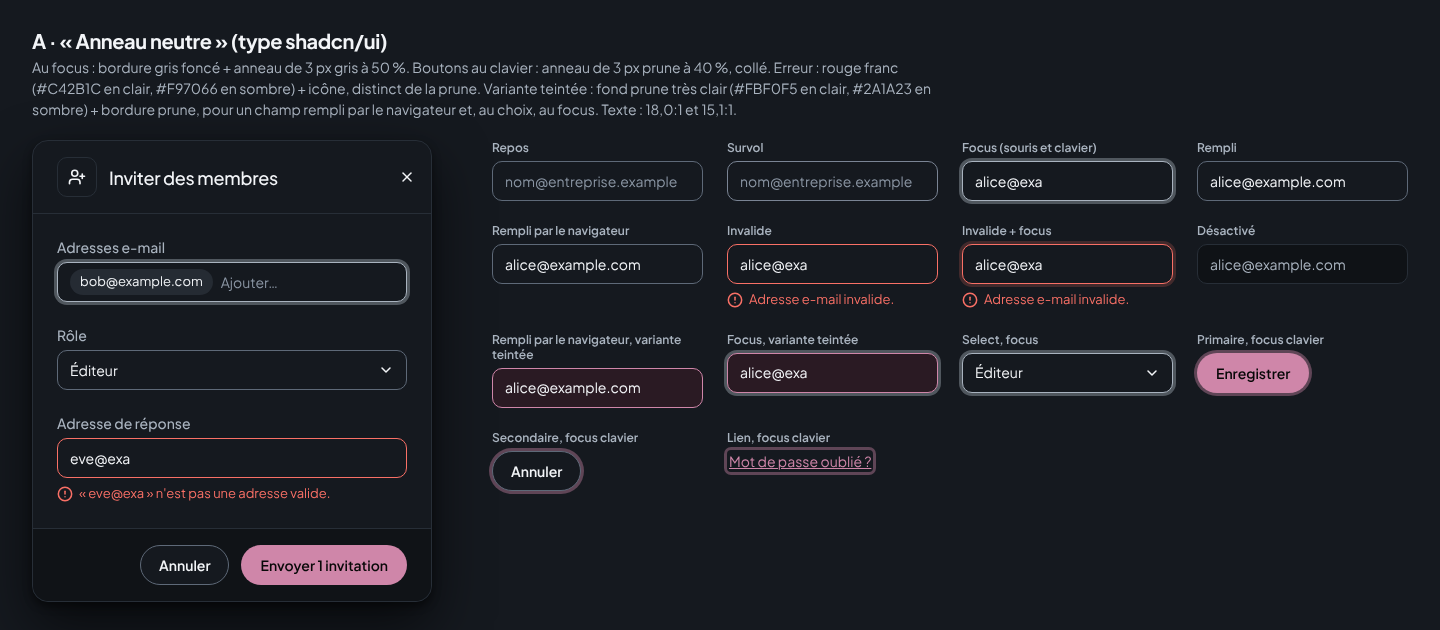 A · « Anneau neutre » (type shadcn/ui)
Au focus : bordure gris foncé + anneau de 3 px gris à 50 %. Boutons au clavier : anneau de 3 px prune à 40 %, collé. Erreur : rouge franc
(#C42B1C en clair, #F97066 en sombre) + icône, distinct de la prune. Variante teintée : fond prune très clair (#FBF0F5 en clair, #2A1A23 en
sombre) + bordure prune, pour un champ rempli par le navigateur et, au choix, au focus. Texte : 18,0:1 et 15,1:1.
Inviter des membres
Adresses e-mail
bob@example.com Ajouter…
Rôle
Éditeur
Adresse de réponse
eve@exa
« eve@exa » n'est pas une adresse valide.
Annuler Envoyer 1 invitation
Repos Survol Focus (souris et clavier) Rempli
nom@entreprise.example nom@entreprise.example alice@exa alice@example.com
Rempli par le navigateur Invalide Invalide + focus Désactivé
alice@example.com alice@exa alice@exa alice@example.com
Adresse e-mail invalide. Adresse e-mail invalide.
Rempli par le navigateur, variante
teintée
Focus, variante teintée Select, focus Primaire, focus clavier
alice@example.com alice@exa Éditeur Enregistrer
Secondaire, focus clavier Lien, focus clavier
Annuler Mot de passe oublié ?